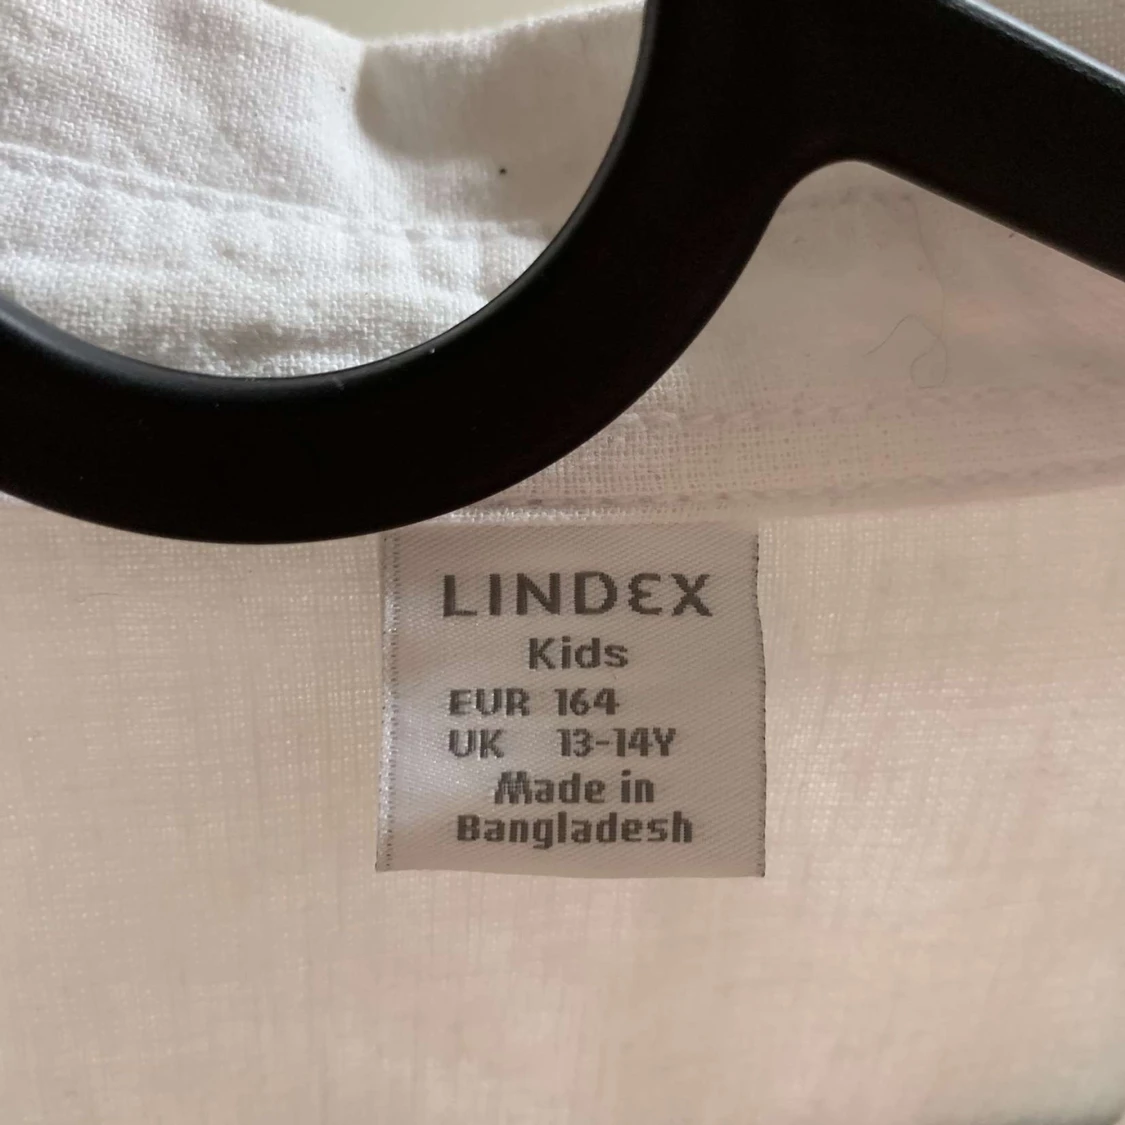 LINDEX
Kids
EUR 164
UK 13-14Y
Made in
Bangladesh